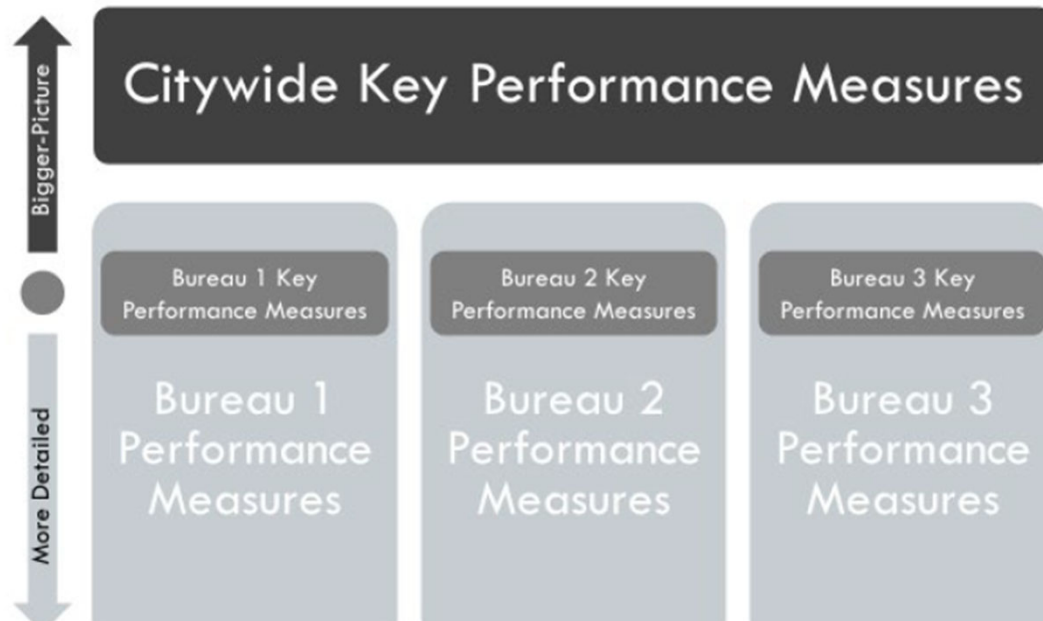 Bigger-Picture
More Detailed
Citywide Key Performance Measures
Bureau 1 Key
Performance Measures
Bureau 1
Performance
Measures
Bureau 2 Key
Performance Measures
Bureau 2
Performance
Measures
Bureau 3 Key
Performance Measures
Bureau 3
Performance
Measures